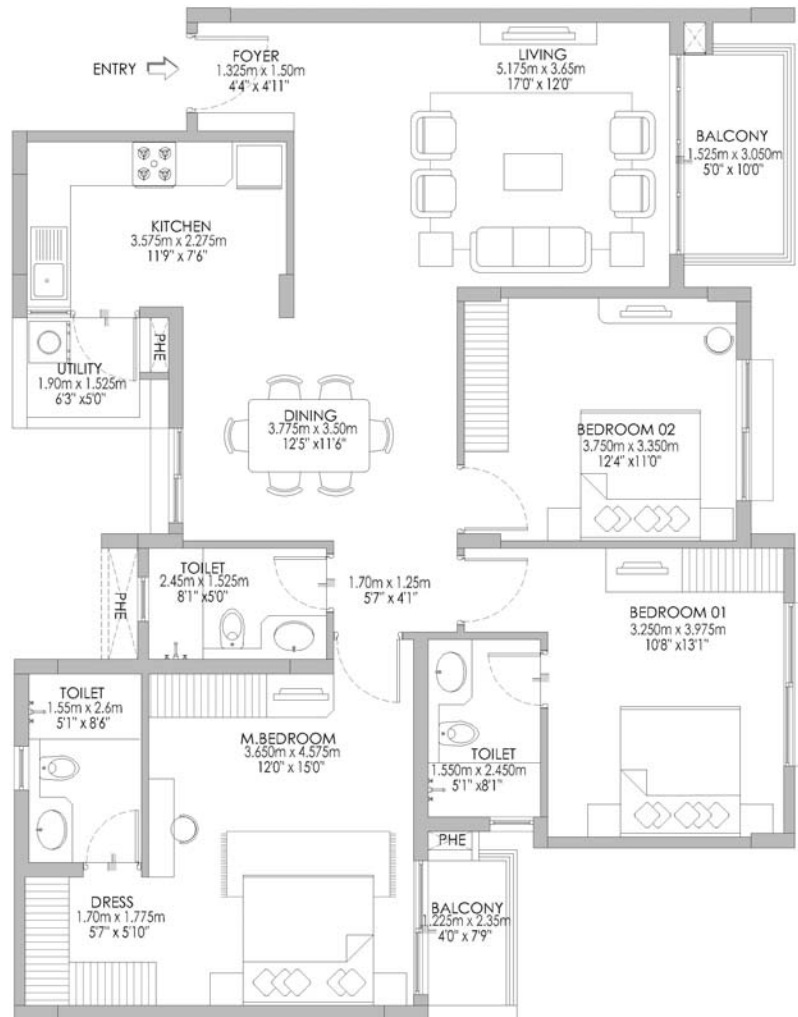 ENTRY
FOYER
1.325m x 1.50m
4'4" x 4'11"
LIVING
5.175m x 3.65m
17'0" x 12'0"
BALCONY
1.525m x 3.050m
5'0" x 10'0"
KITCHEN
3.575m x 2.275m
11'9" x 7'6"
PHE
UTILITY
1.90m x 1.525m
6'3" x5'0"
DINING
3.775m x 3.50m
12'5" x11'6"
BEDROOM 02
3.750m x 3.350m
12'4" x11'0"
TOILET
2.45m x 1.525m
8'1" x5'0"
PHE
1.70m x 1.25m
5'7" x 4'1"
BEDROOM 01
3.250m x 3.975m
10'8" x13'1"
TOILET
1.55m x 2.6m
5'1" x 8'6"
M.BEDROOM
3.650m x 4.575m
12'0" x 15'0"
TOILET
1.550m x 2.450m
5'1" x8'1"
PHE
DRESS
1.70m x 1.775m
5'7" x 5'10"
BALCONY
1.225m x 2.35m
4'0" x 7'9"